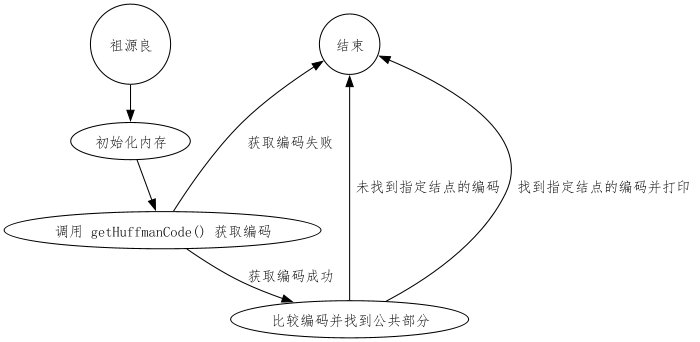 祖源良
结束
初始化内存
获取编码失败
未找到指定结点的编码
找到指定结点的编码并打印
调用 getHuffmanCode() 获取编码
获取编码成功
比较编码并找到公共部分